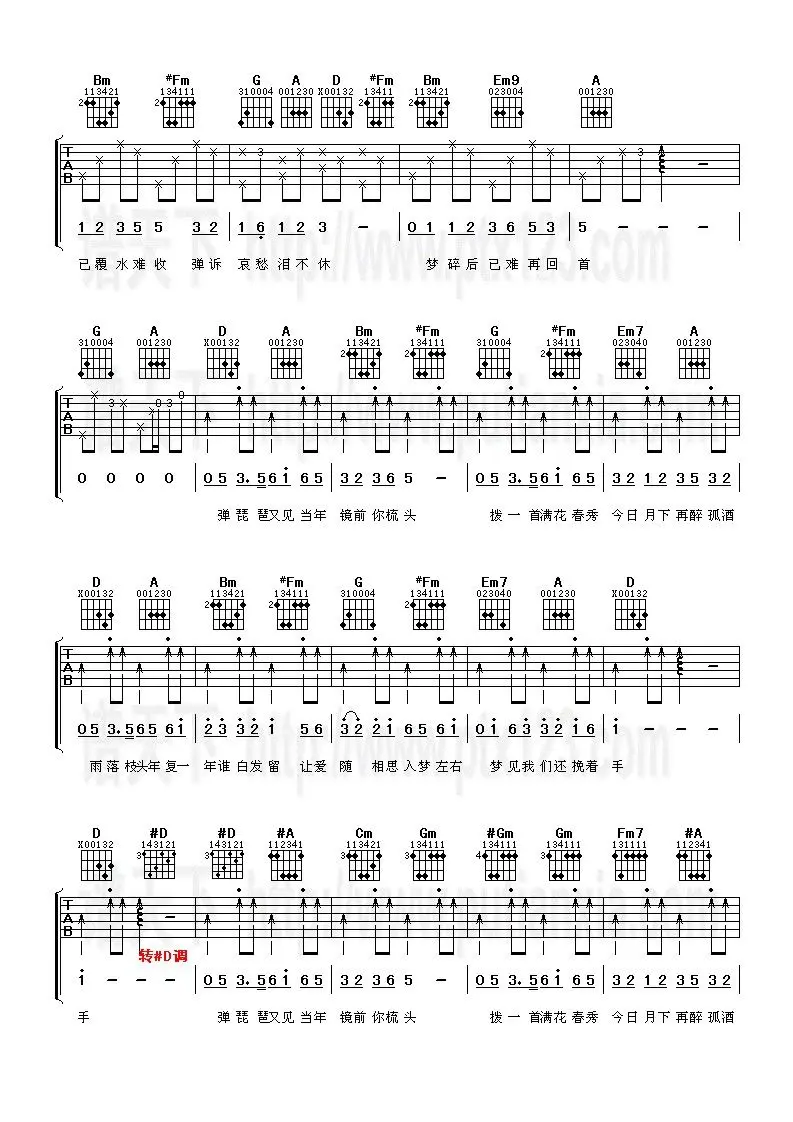 Bm #Fm G A D #Fm Bm Em9 A
113421 134111 310004 001230 X00132 134111 113421 023004 001230
2 2 2 2
T A B 3 3
1 2 3 5 5 3 2 | 1 6 1 2 3 – | 0 1 1 2 3 6 5 3 | 5 – – – |
已覆 水难收 弹诉 哀愁 泪不休 梦碎后已难再回 首
G A D A Bm #Fm G #Fm Em7 A
310004 001230 X00132 001230 113421 134111 310004 134111 023040 001230
2 2 2
T A B 3 0 3 0
0 0 0 0 | 0 5 3. 5 6 1 6 5 | 3 2 3 6 5 – | 0 5 3. 5 6 1 6 5 | 3 2 1 2 3 5 3 5 |
弹琵琶又见当年 镜前你梳头 拨一首满花春秀 今日月下再醉孤酒
D A Bm #Fm G #Fm Em7 A D
X00132 001230 113421 134111 310004 134111 023040 001230 X00132
2 2 2
T A B
0 5 3. 5 6 5 6 1 | 2 3 3 2 1 5 6 | 3 2 2 1 6 5 6 1 | 0 1 6 3 3 2 1 6 | 1 – – – |
雨落枝头年复一 年谁白发留 让爱 随 相思入梦左右 梦见我们还挽着 手
D #D #D #A Cm Gm #Gm Gm Fm7 #A
X00132 143121 143121 112341 113421 134111 134111 134111 131111 112341
3 3 3 3 4 3
T A B
转#D调
1 – – – | 0 5 3. 5 6 1 6 5 | 3 2 3 6 5 – | 0 5 3. 5 6 1 6 5 | 3 2 1 2 3 5 3 5 |
手 弹琵琶又见当年 镜前你梳头 拨一首满花春秀 今日月下再醉孤酒